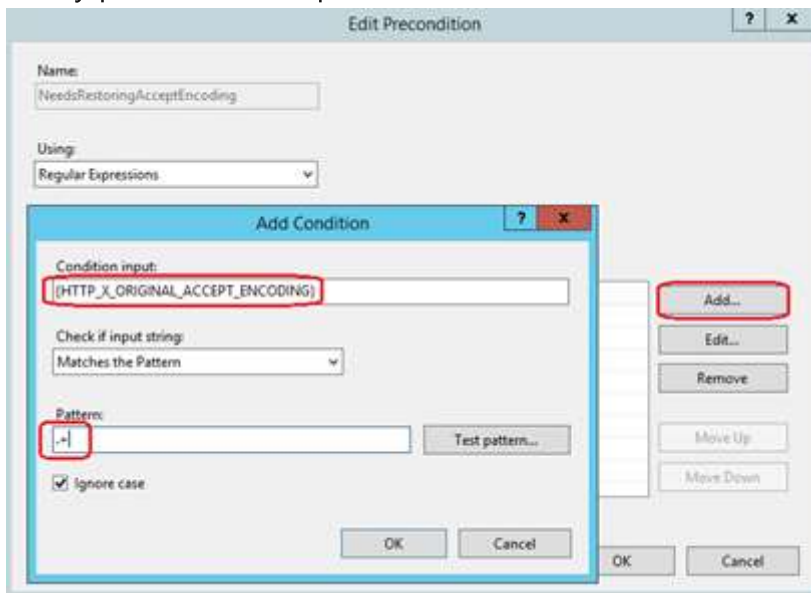 Edit Precondition
? x
Name:
NeedsRestoringAcceptEncoding
Using:
Regular Expressions
Add Condition
? x
Condition input:
{HTTP_X_ORIGINAL_ACCEPT_ENCODING}
Check if input string:
Matches the Pattern
Pattern:
.+
Test pattern...
Ignore case
OK
Cancel
Add...
Edit...
Remove
Move Up
Move Down
OK
Cancel